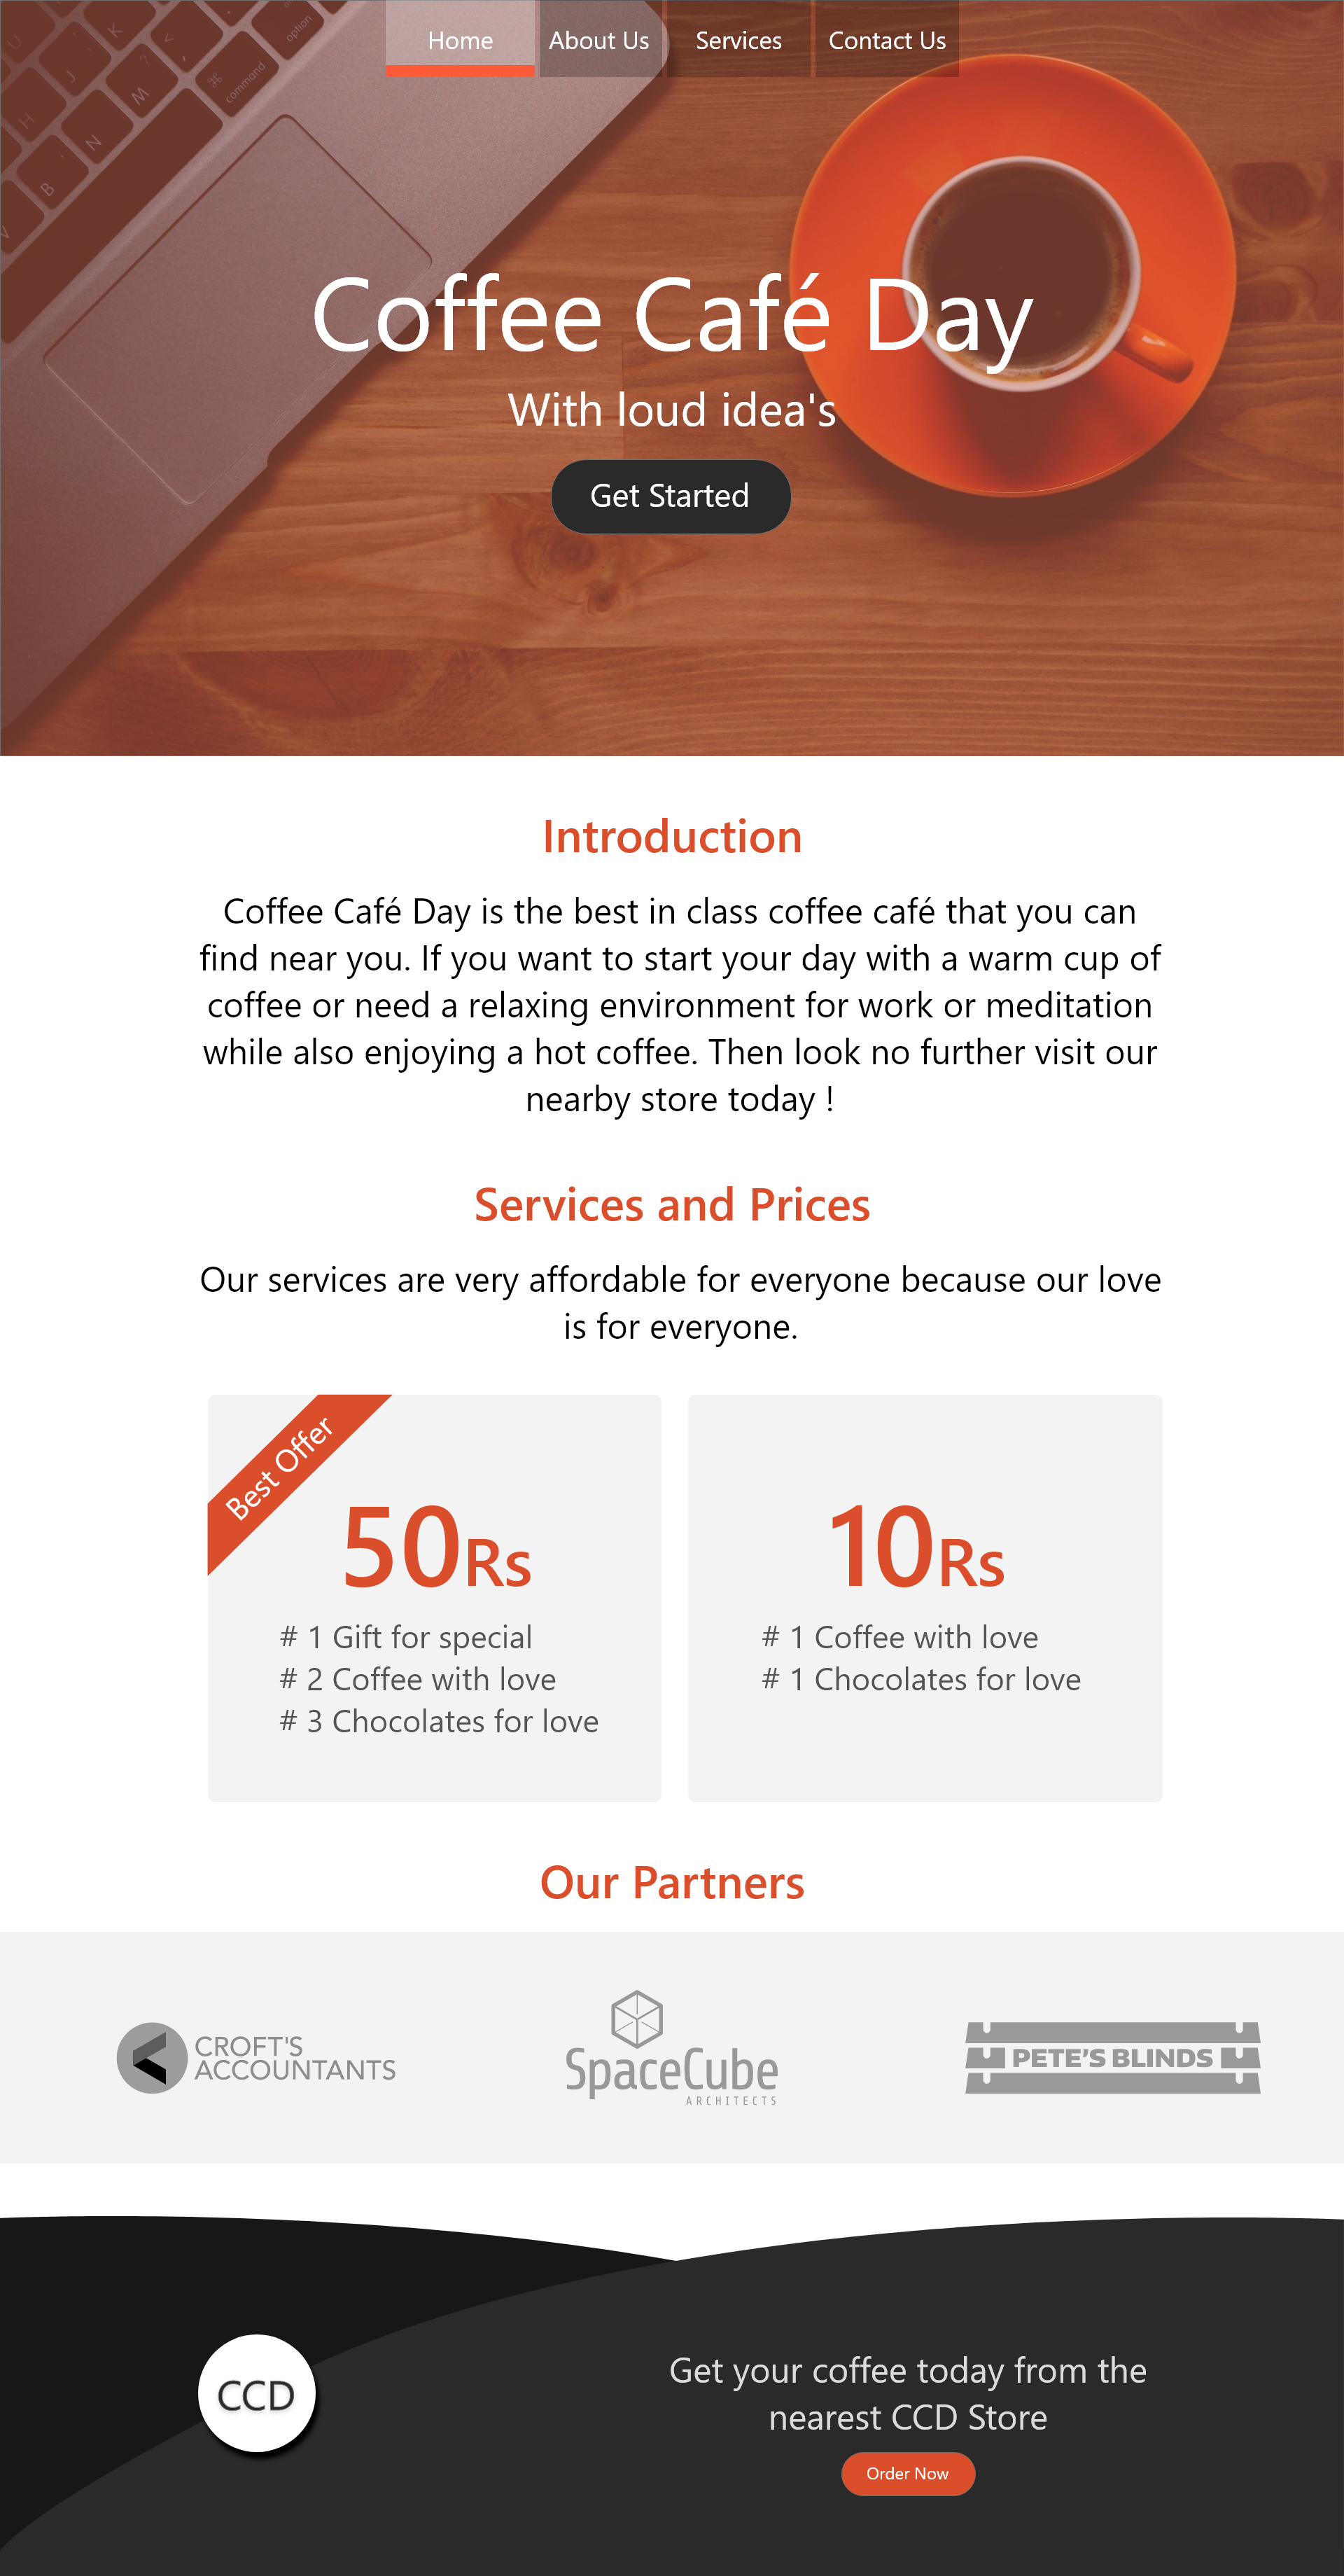 Home About Us Services Contact Us
option
command
U
J
K
<
,
?
M
H
N
B
V
Coffee Café Day
With loud idea's
Get Started
Introduction
Coffee Café Day is the best in class coffee café that you can
find near you. If you want to start your day with a warm cup of
coffee or need a relaxing environment for work or meditation
while also enjoying a hot coffee. Then look no further visit our
nearby store today !
Services and Prices
Our services are very affordable for everyone because our love
is for everyone.
Best Offer
50Rs
# 1 Gift for special
# 2 Coffee with love
# 3 Chocolates for love
10Rs
# 1 Coffee with love
# 1 Chocolates for love
Our Partners
CROFT'S
ACCOUNTANTS
SpaceCube
ARCHITECTS
PETE'S BLINDS
CCD
Get your coffee today from the
nearest CCD Store
Order Now